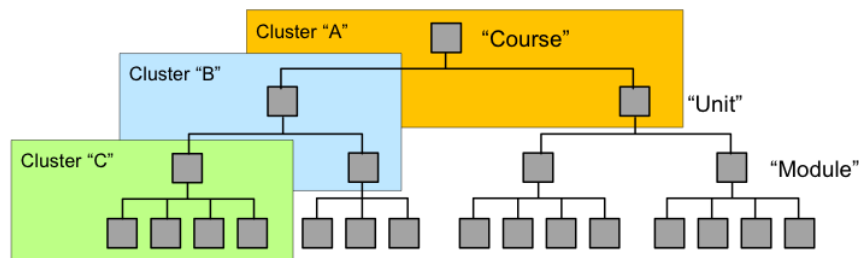 Cluster “A”
“Course”
Cluster “B”
“Unit”
Cluster “C”
“Module”